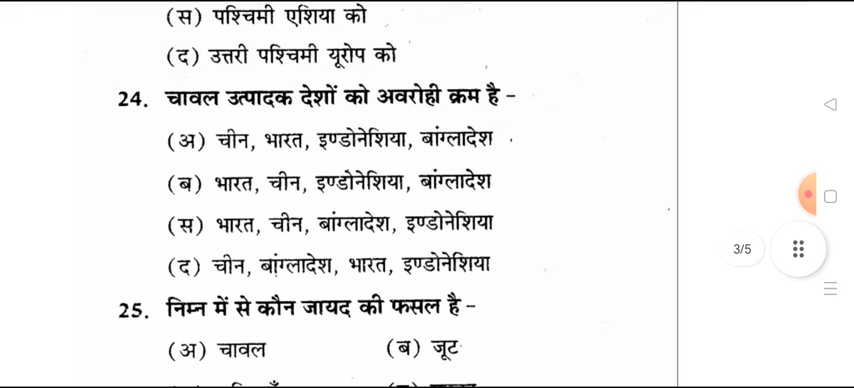 (स) पश्चिमी एशिया को
(द) उत्तरी पश्चिमी यूरोप को
24. चावल उत्पादक देशों को अवरोही क्रम है -
(अ) चीन, भारत, इण्डोनेशिया, बांग्लादेश
(ब) भारत, चीन, इण्डोनेशिया, बांग्लादेश
(स) भारत, चीन, बांग्लादेश, इण्डोनेशिया
(द) चीन, बांग्लादेश, भारत, इण्डोनेशिया
3/5
25. निम्न में से कौन जायद की फसल है -
(अ) चावल (ब) जूट